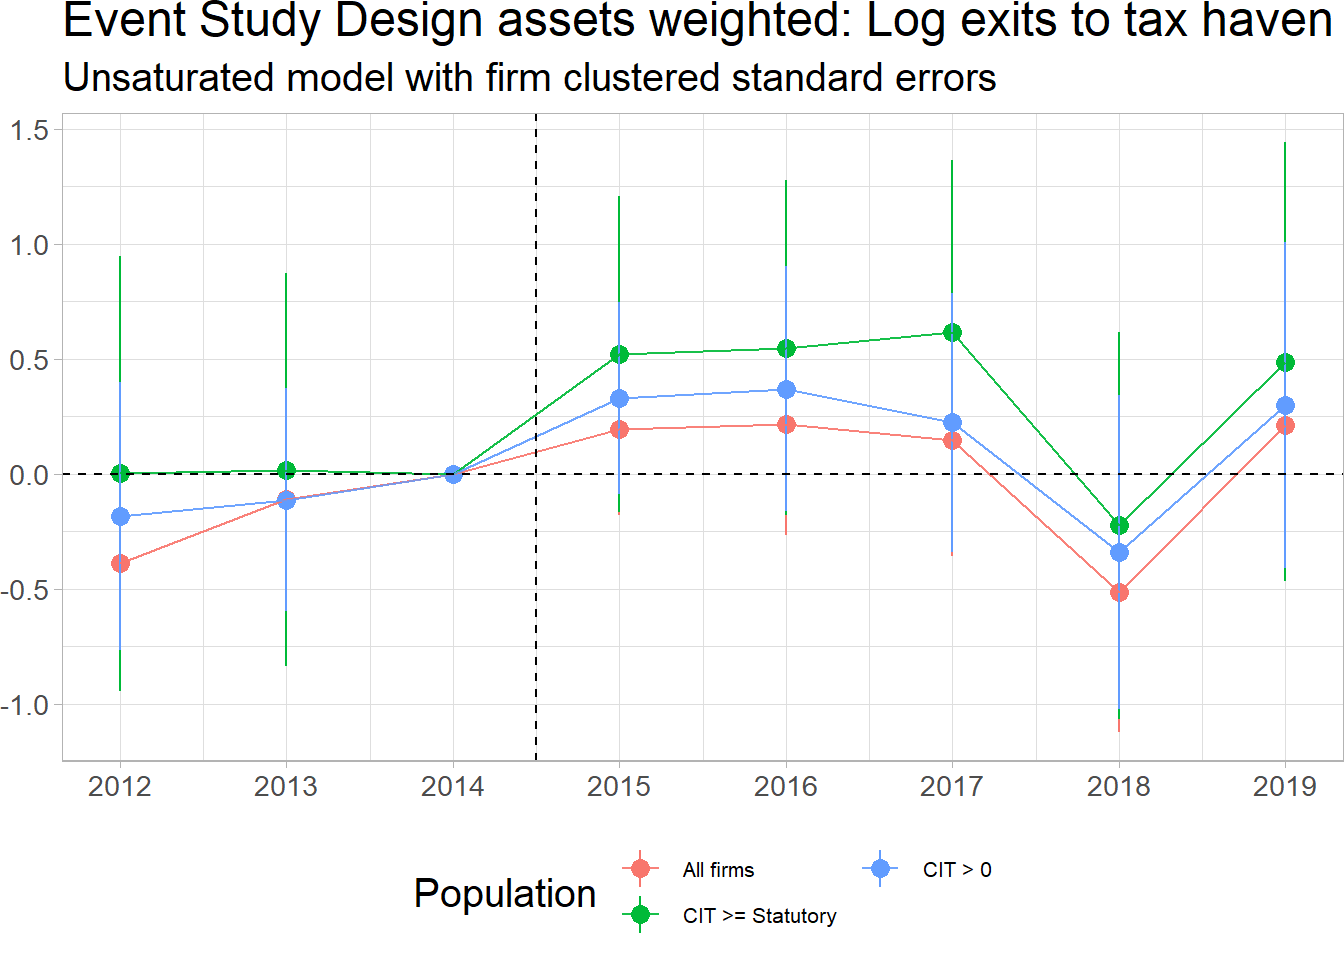 Event Study Design assets weighted: Log exits to tax haven
Unsaturated model with firm clustered standard errors
1.5
1.0
0.5
0.0
-0.5
-1.0
2012 2013 2014 2015 2016 2017 2018 2019
Population
All firms
CIT > 0
CIT >= Statutory